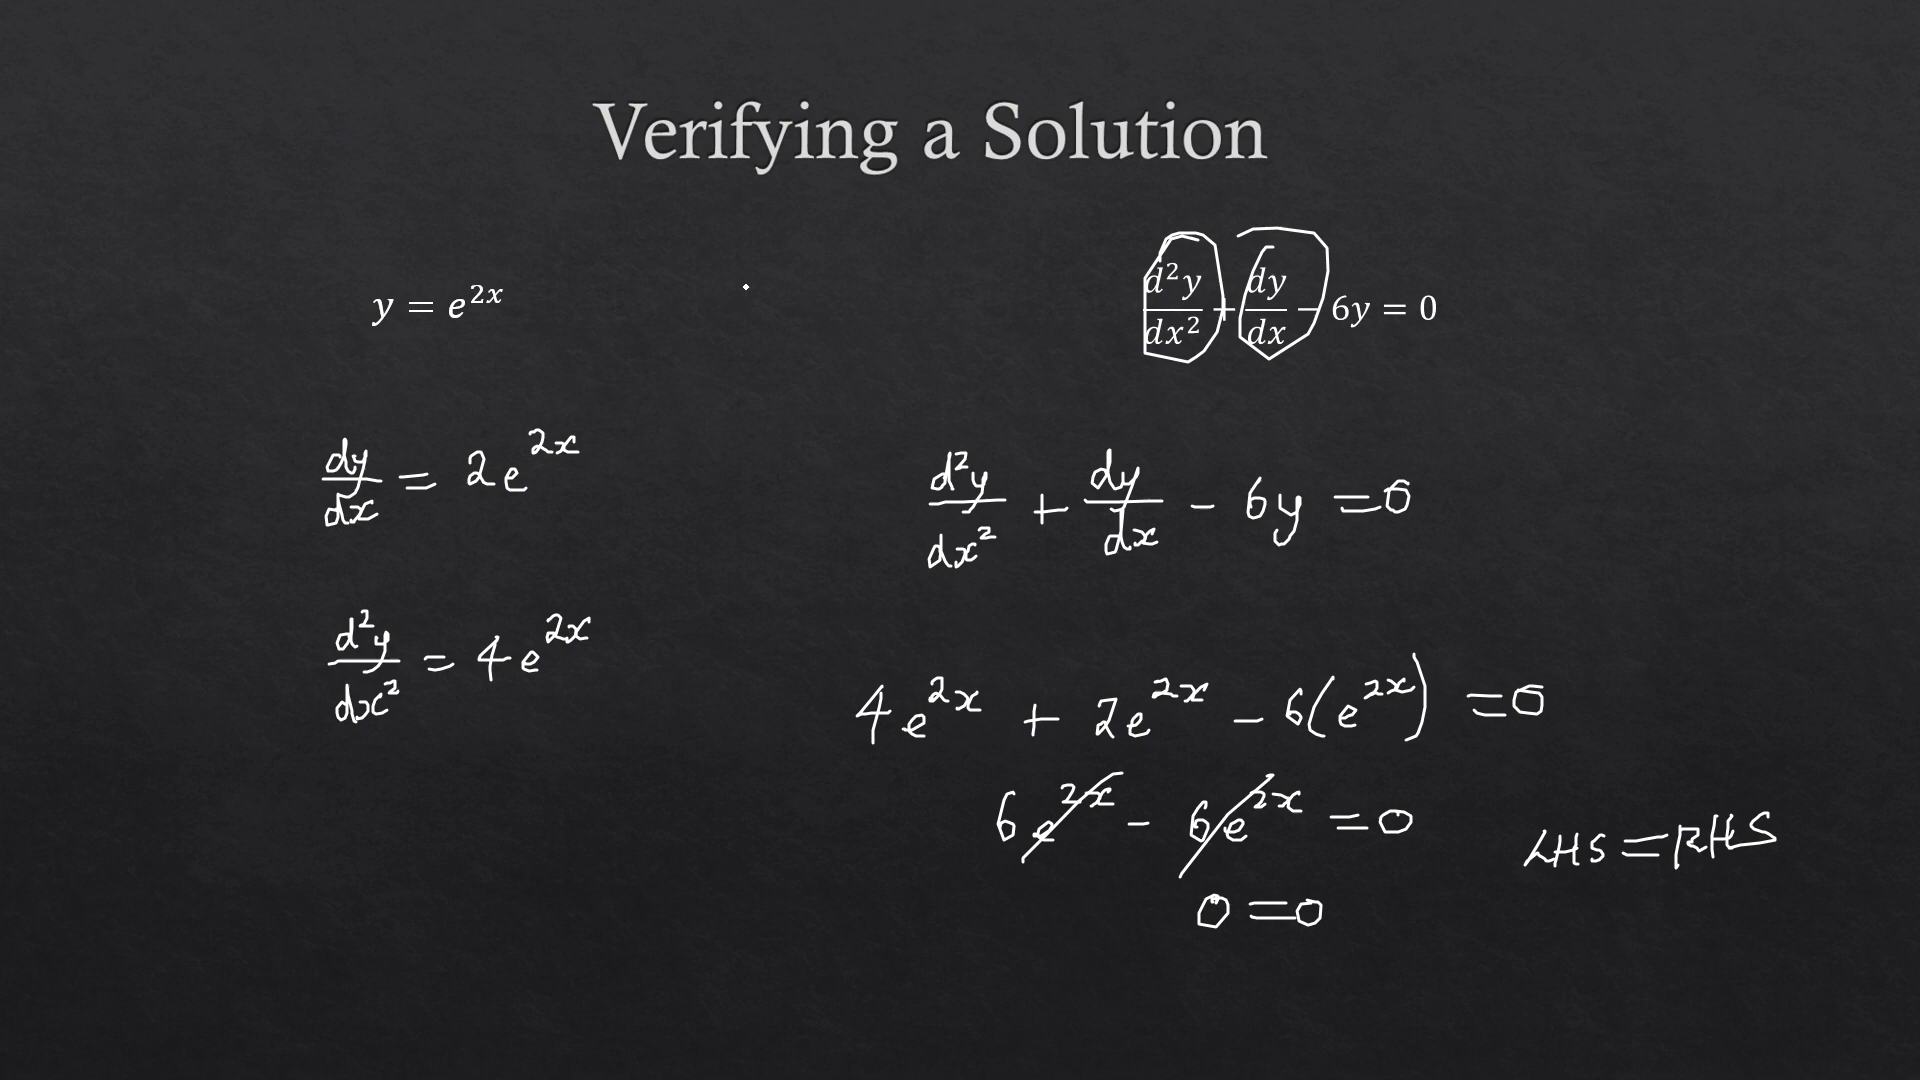 Verifying a Solution
y = e^{2x}
d²y/dx² + dy/dx − 6y = 0
dy/dx = 2e^{2x}
d²y/dx² = 4e^{2x}
d²y/dx² + dy/dx − 6y = 0
4e^{2x} + 2e^{2x} − 6(e^{2x}) = 0
6e^{2x} − 6e^{2x} = 0
LHS = RHS
0 = 0